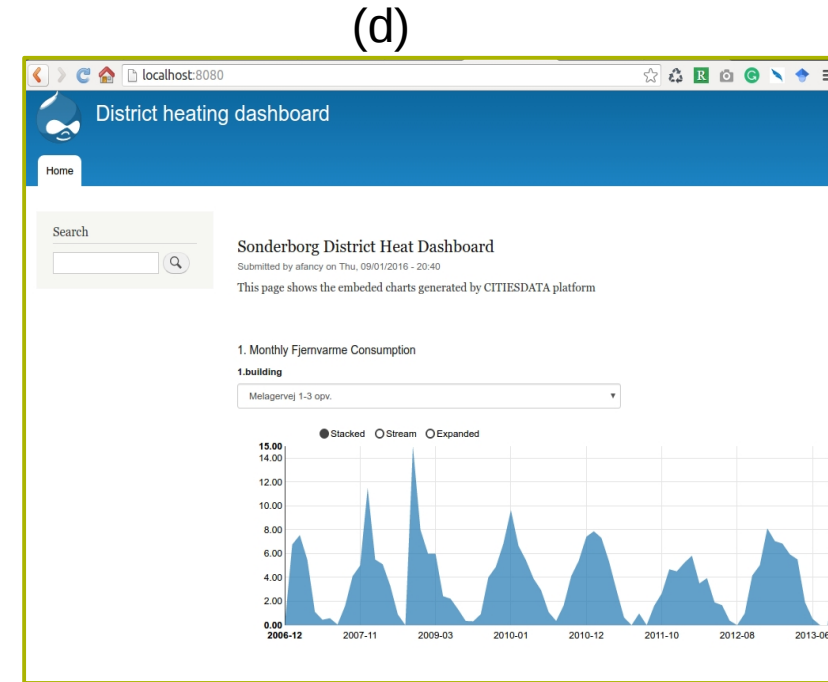 (d)
localhost:8080
District heating dashboard
Home
Search
Sonderborg District Heat Dashboard
Submitted by afancy on Thu, 09/01/2016 - 20:40
This page shows the embeded charts generated by CITIESDATA platform
1. Monthly Fjernvarme Consumption
1.building
Melagervej 1-3 opv.
Stacked Stream Expanded
15.00
14.00
12.00
10.00
8.00
6.00
4.00
2.00
0.00
2006-12 2007-11 2009-03 2010-01 2010-12 2011-10 2012-08 2013-06